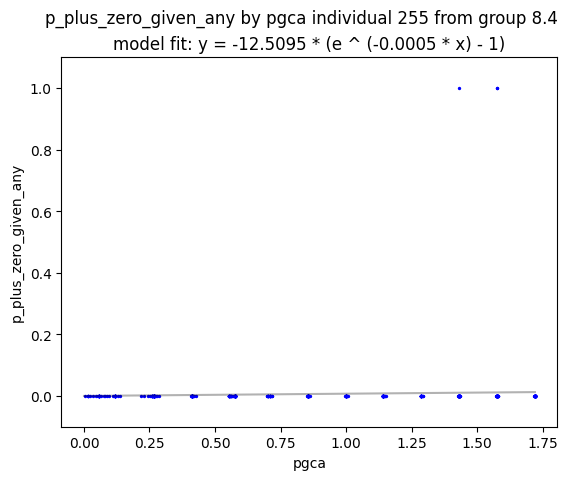 p_plus_zero_given_any by pgca individual 255 from group 8.4
model fit: y = -12.5095 * (e ^ (-0.0005 * x) - 1)
1.0
0.8
0.6
0.4
0.2
0.0
p_plus_zero_given_any
0.00 0.25 0.50 0.75 1.00 1.25 1.50 1.75
pgca